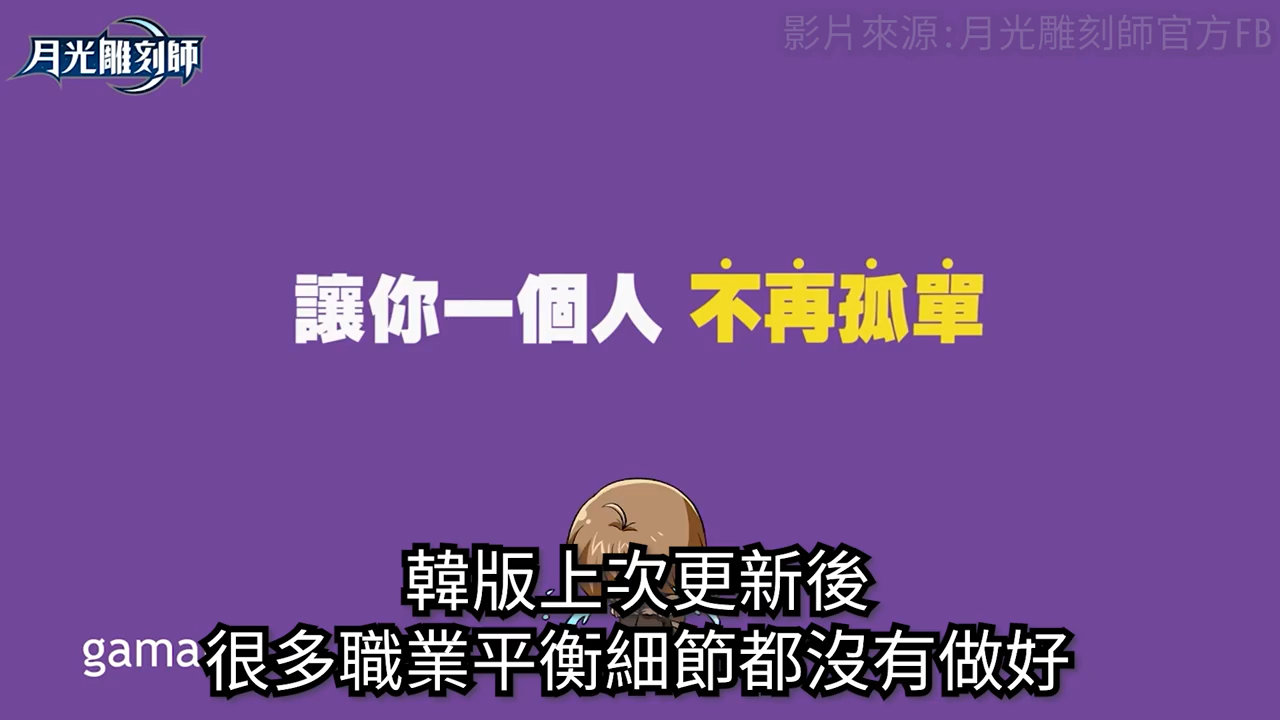 月光雕刻師
影片來源:月光雕刻師官方FB
讓你一個人 不再孤單
韓版上次更新後
gama
很多職業平衡細節都沒有做好